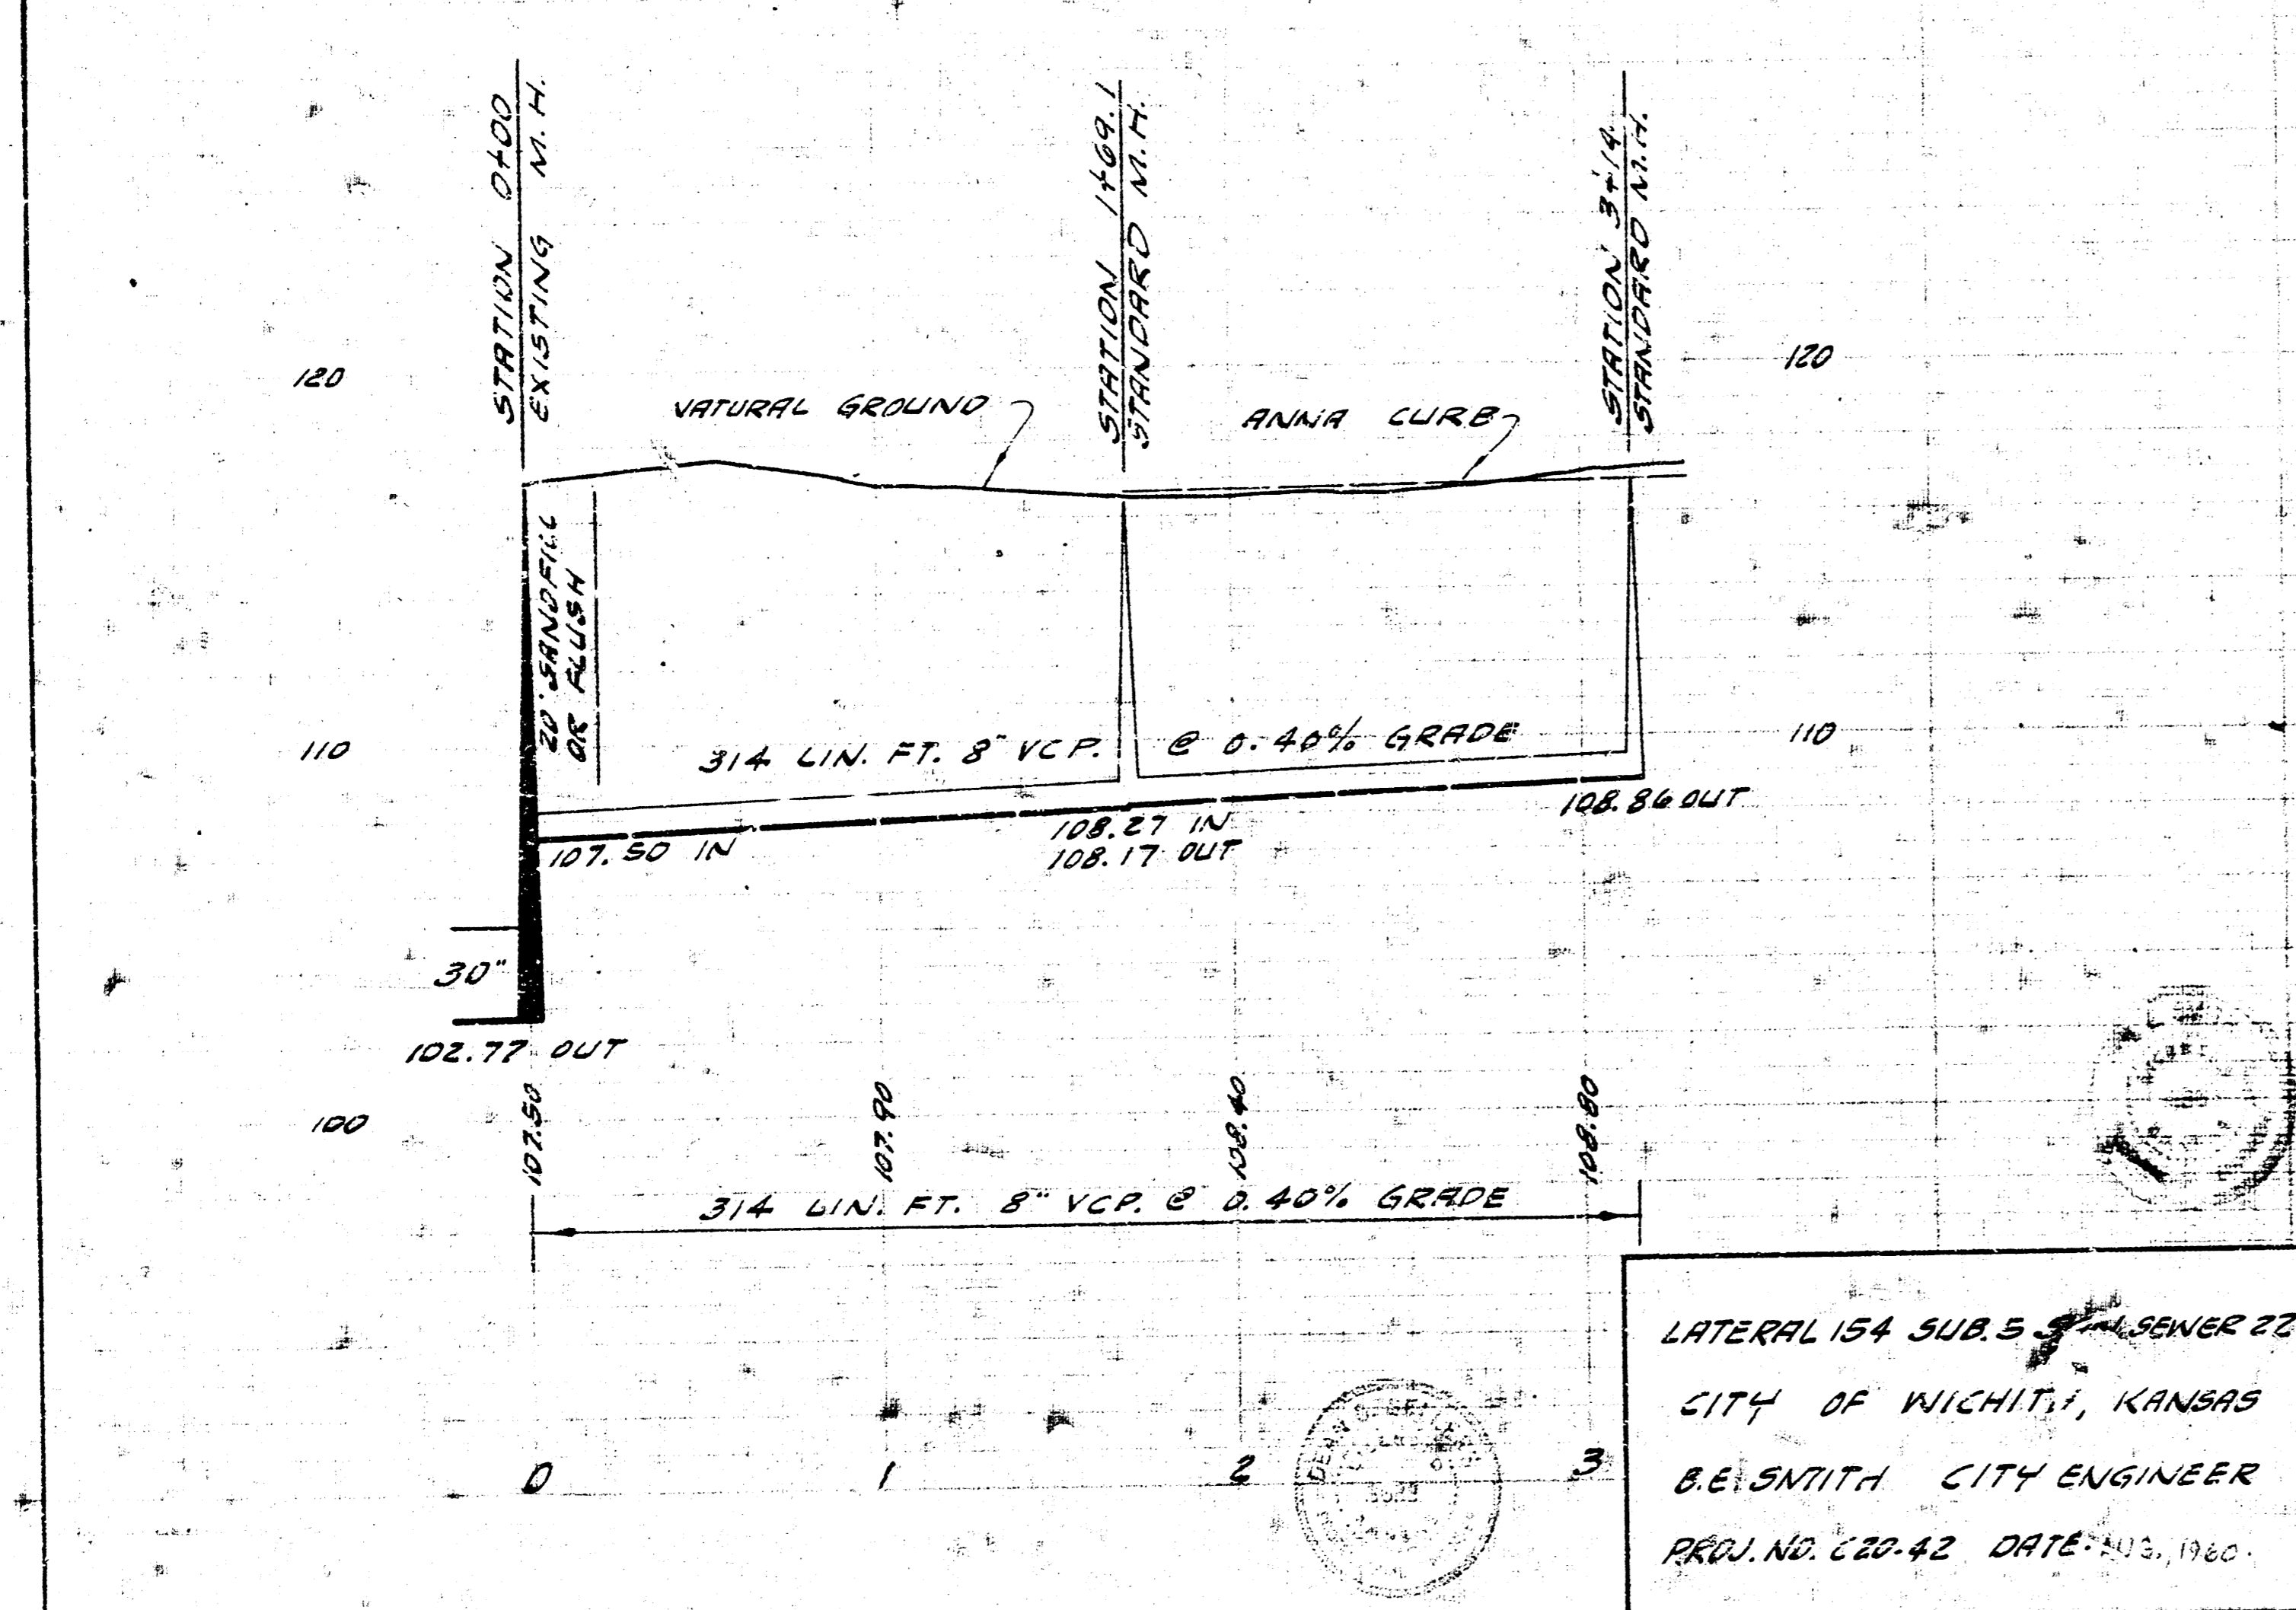 STATION 0+00
EXISTING M.H.
STATION 1+69.1
STANDARD M.H.
STATION 3+14
STANDARD M.H.
120
120
NATURAL GROUND
ANNA CURB
20' SANDFILL
OR FLUSH
110
110
314 LIN. FT. 8" VCP. @ 0.40% GRADE
107.50 IN
108.27 IN
108.17 OUT
108.86 OUT
30"
102.77 OUT
100
107.50
107.90
108.40
108.80
314 LIN. FT. 8" VCP. @ 0.40% GRADE
0 1 2 3
LATERAL 154 SUB. 5 SEWER 22
CITY OF WICHITA, KANSAS
B.E. SMITH CITY ENGINEER
PROJ. NO. C20-42 DATE: AUG., 1960.